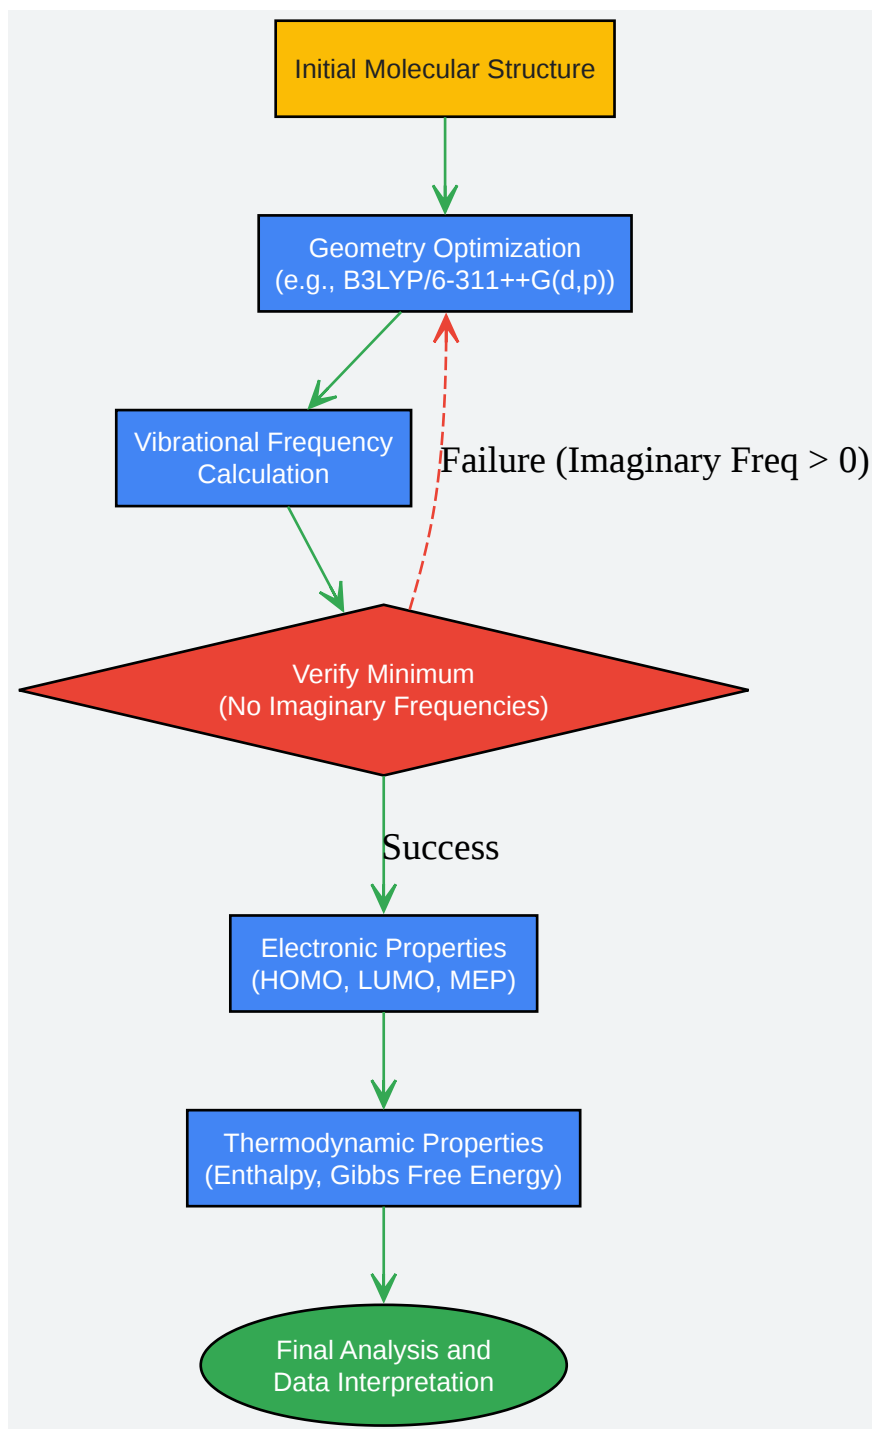 Initial Molecular Structure
Geometry Optimization
(e.g., B3LYP/6-311++G(d,p))
Vibrational Frequency
Calculation
Failure (Imaginary Freq > 0)
Verify Minimum
(No Imaginary Frequencies)
Success
Electronic Properties
(HOMO, LUMO, MEP)
Thermodynamic Properties
(Enthalpy, Gibbs Free Energy)
Final Analysis and
Data Interpretation